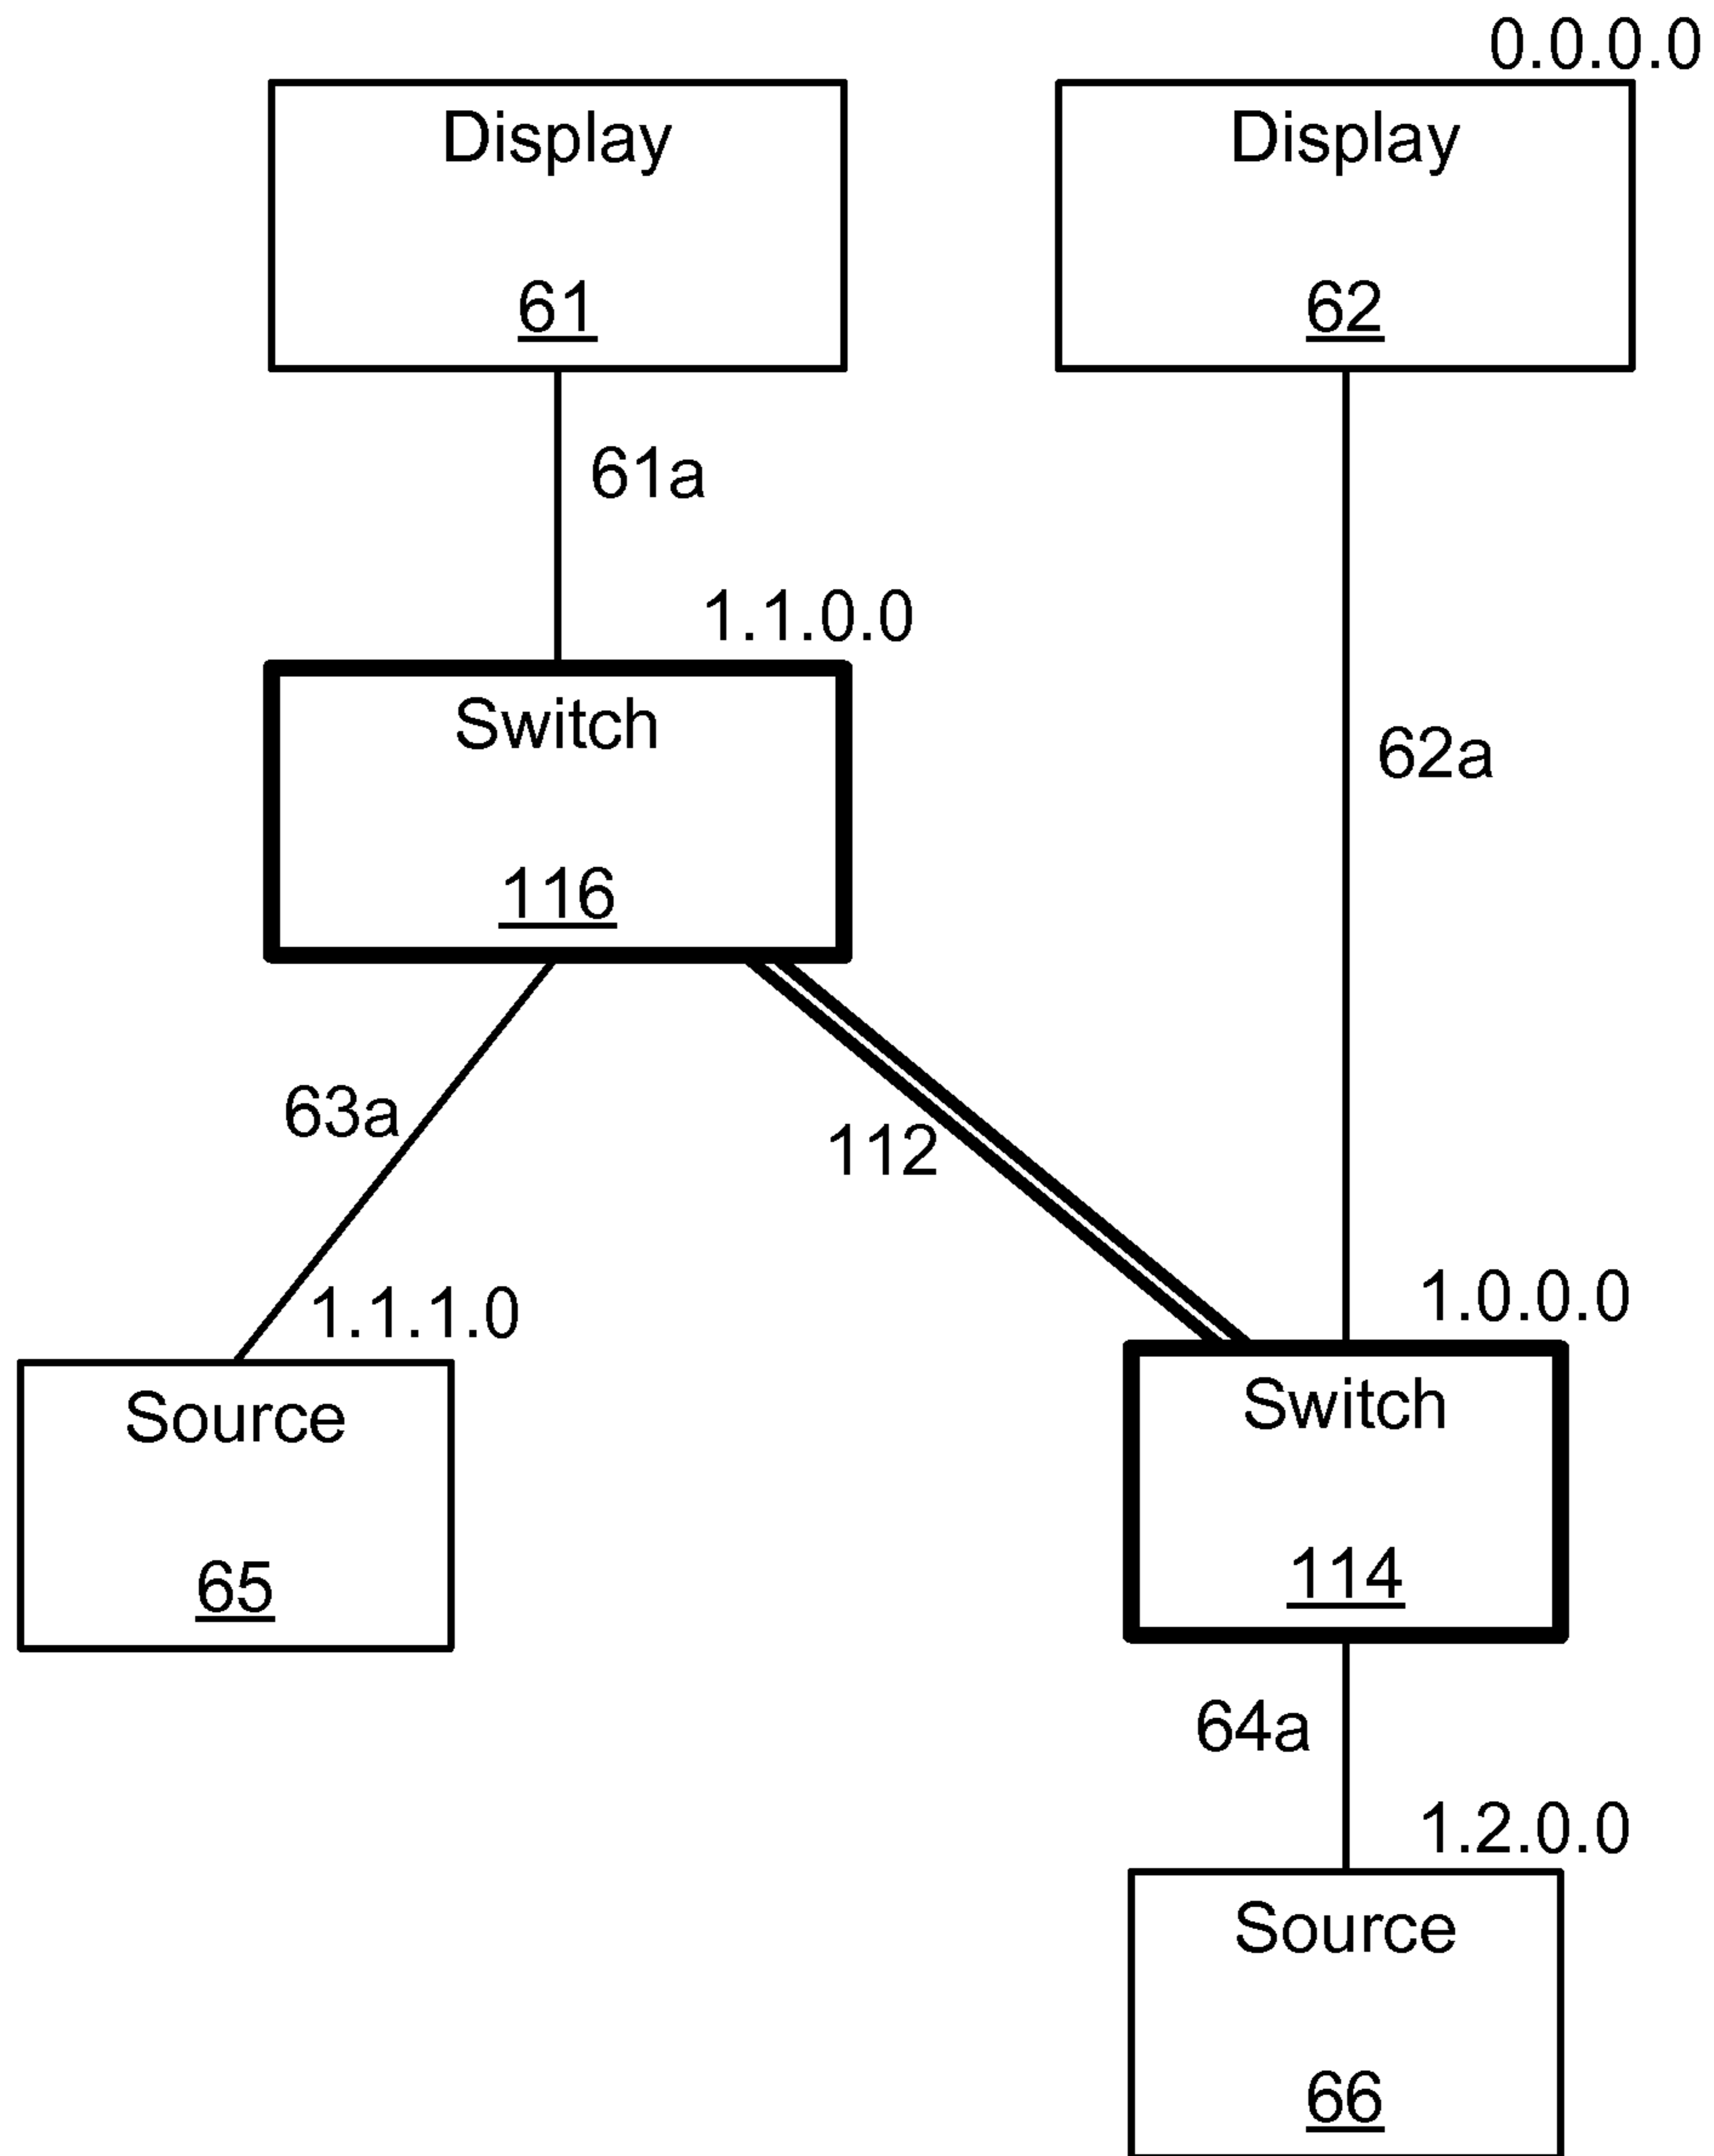 0.0.0.0
Display
61
Display
62
61a
1.1.0.0
Switch
116
62a
63a
112
1.1.1.0
1.0.0.0
Source
65
Switch
114
64a
1.2.0.0
Source
66